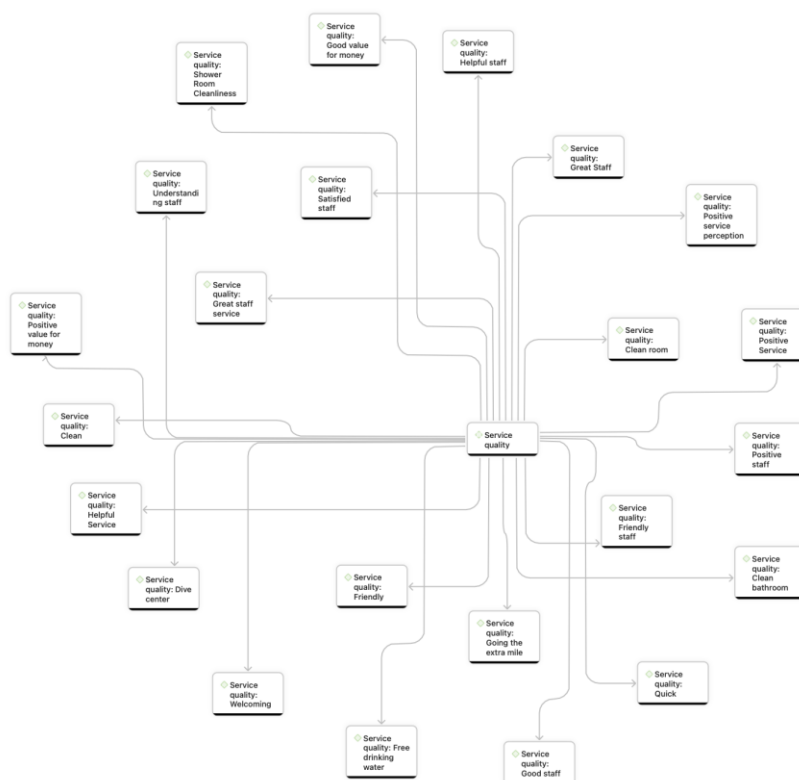 Service
quality:
Good value
for money
Service
quality:
Helpful staff
Service
quality:
Shower
Room
Cleanliness
Service
quality:
Great Staff
Service
quality:
Understandi
ng staff
Service
quality:
Satisfied
staff
Service
quality:
Positive
service
perception
Service
quality:
Great staff
service
Service
quality:
Positive
value for
money
Service
quality:
Clean room
Service
quality:
Positive
Service
Service
quality:
Clean
Service
quality
Service
quality:
Positive
staff
Service
quality:
Helpful
Service
Service
quality:
Friendly
staff
Service
quality: Dive
center
Service
quality:
Friendly
Service
quality:
Clean
bathroom
Service
quality:
Going the
extra mile
Service
quality:
Welcoming
Service
quality:
Quick
Service
quality: Free
drinking
water
Service
quality:
Good staff